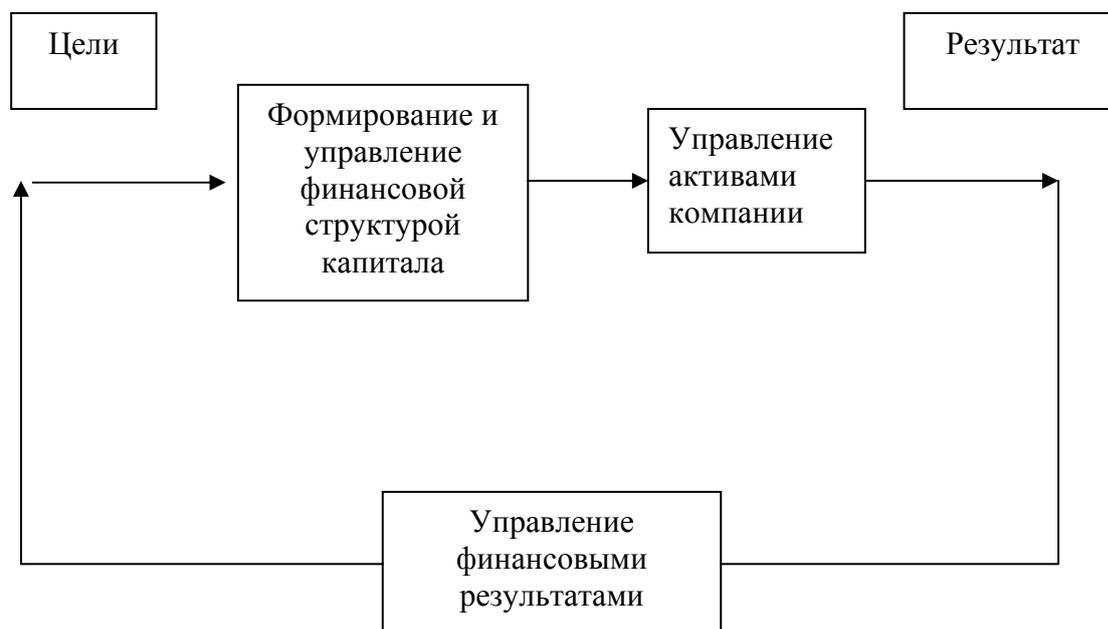 Цели
Результат
Формирование и
управление
финансовой
структурой
капитала
Управление
активами
компании
Управление
финансовыми
результатами